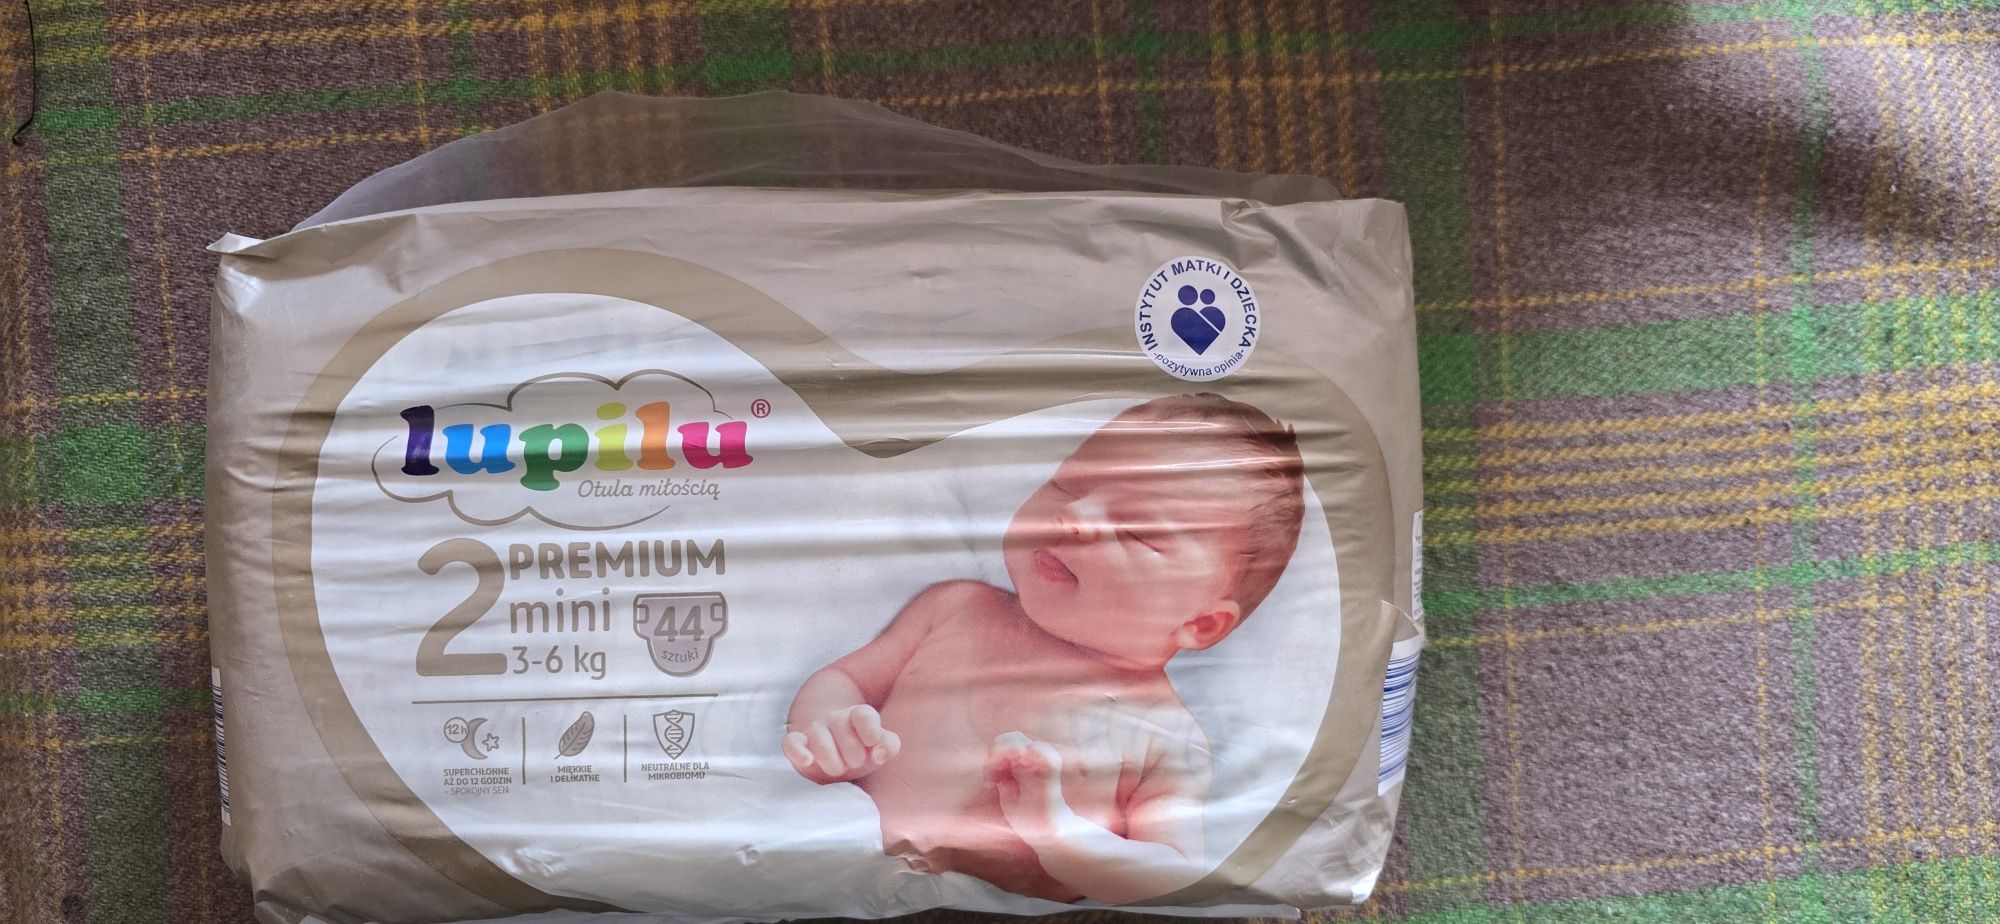 INSTYTUT MATKI I DZIECKA
-pozytywna opinia-
lupilu®
Otula miłością
2 PREMIUM
mini
3-6 kg
44
sztuki
12h
SUPERCHŁONNE
AŻ DO 12 GODZIN
– SPOKOJNY SEN
MIĘKKIE
I DELIKATNE
NEUTRALNE DLA
MIKROBIOMU